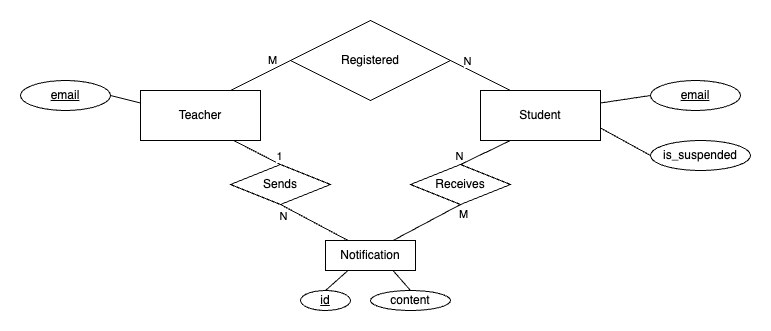 Registered
M
N
email
Teacher
Student
email
is_suspended
1
N
Sends
Receives
N
M
Notification
id
content